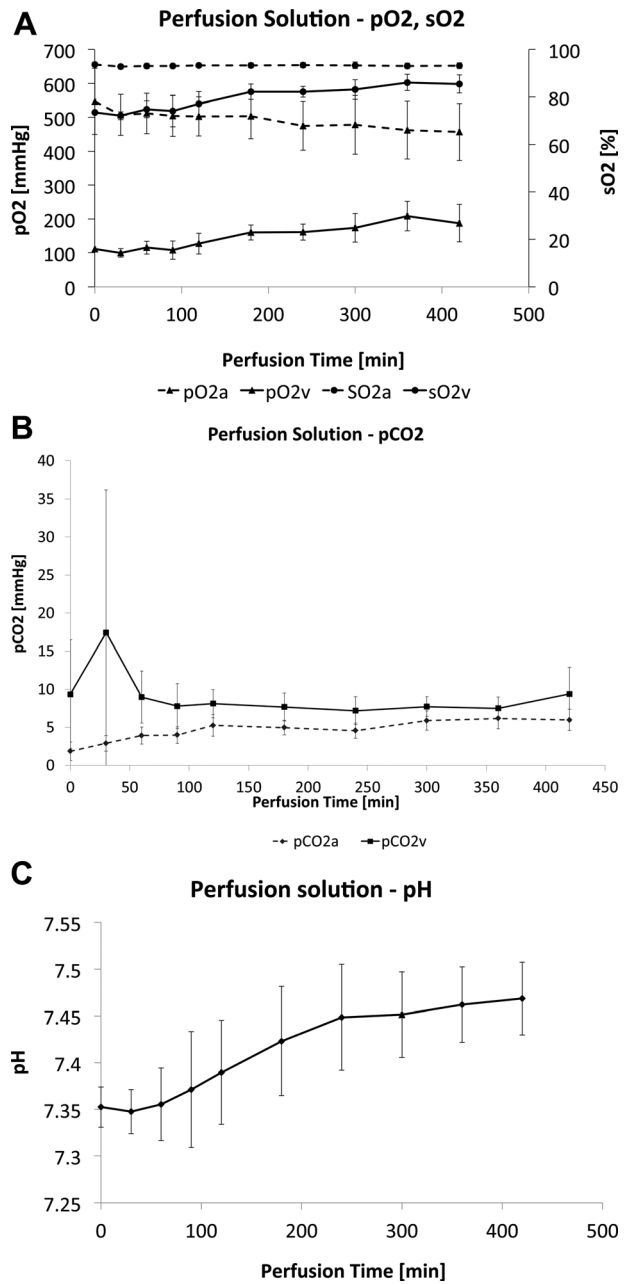 A
Perfusion Solution - pO2, sO2
700
600
500
400
300
200
100
0
100
80
60
40
20
0
pO2 [mmHg]
sO2 [%]
0 100 200 300 400 500
Perfusion Time [min]
pO2a pO2v SO2a sO2v
B
Perfusion Solution - pCO2
40
35
30
25
20
15
10
5
0
pCO2 [mmHg]
0 50 100 150 200 250 300 350 400 450
Perfusion Time [min]
pCO2a pCO2v
C
Perfusion solution - pH
7.55
7.5
7.45
7.4
7.35
7.3
7.25
pH
0 100 200 300 400 500
Perfusion Time [min]